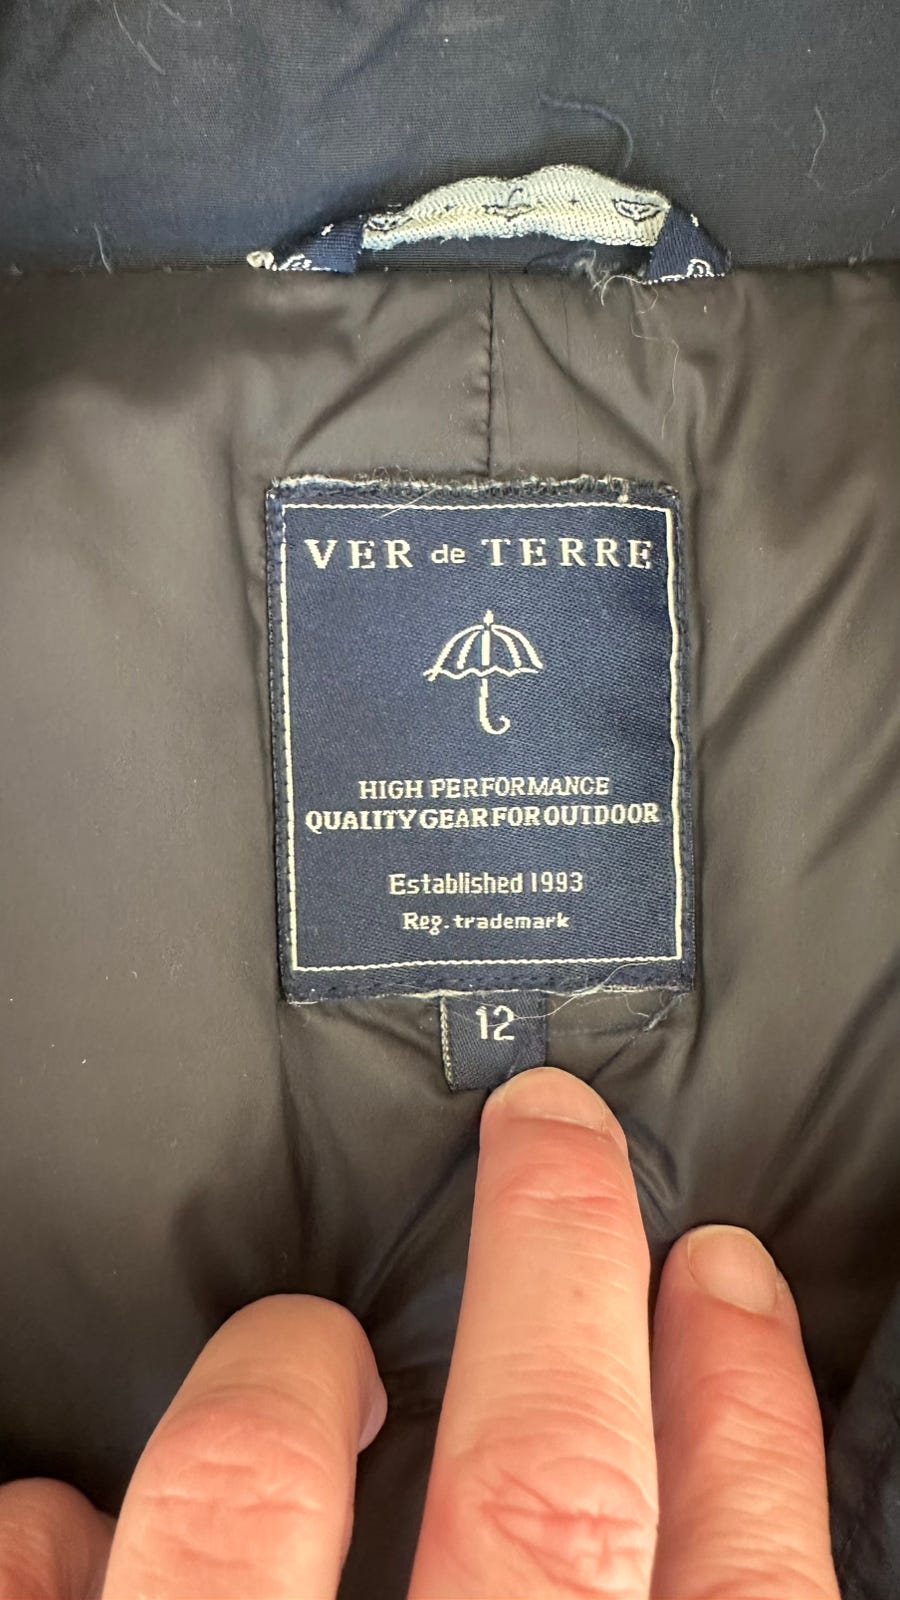 VER de TERRE
HIGH PERFORMANCE
QUALITY GEAR FOR OUTDOOR
Established 1993
Reg. trademark
12